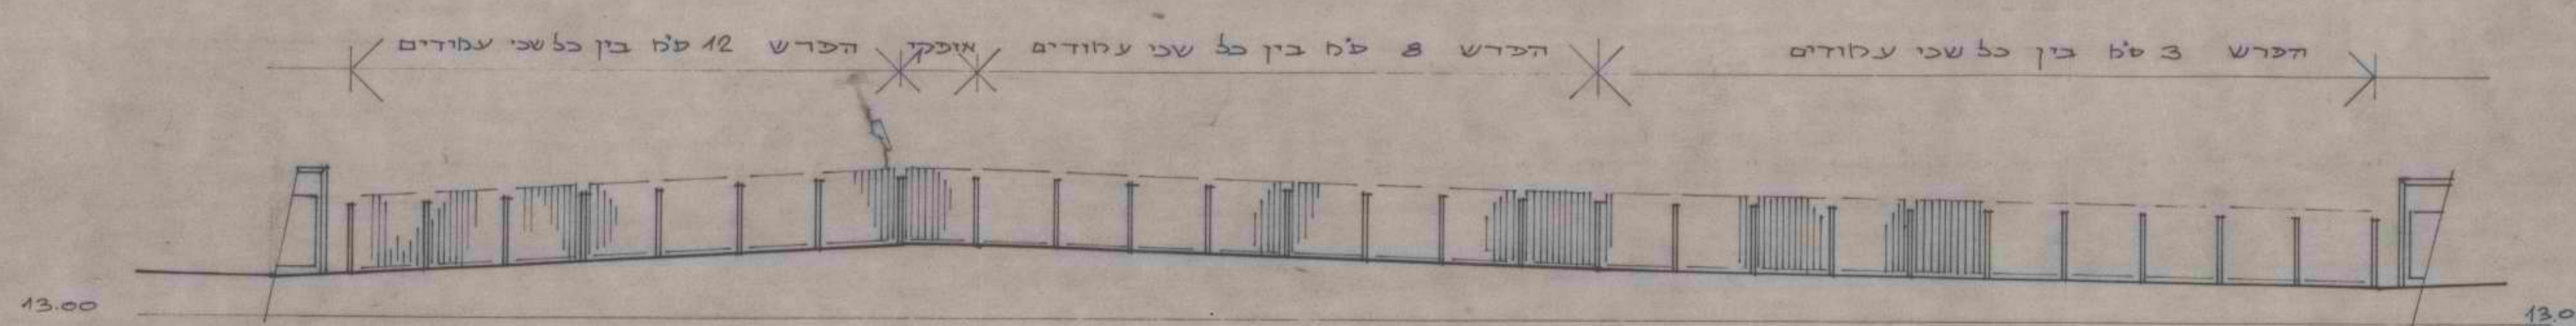 הפרש 3 ס"מ בין כל שני עמודים
הפרש 8 ס"מ בין כל שני עמודים
אופקי
הפרש 12 ס"מ בין כל שני עמודים
13.00
13.0